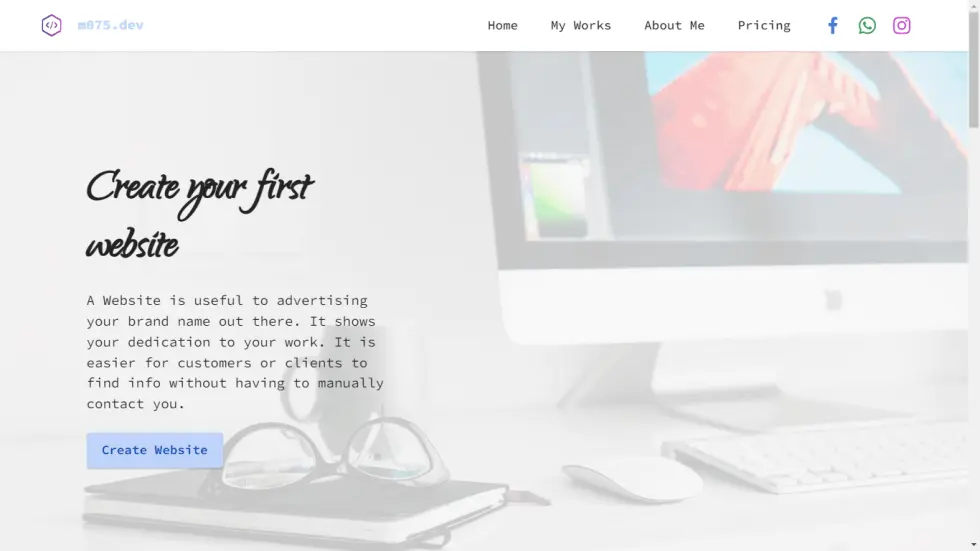 m075.dev
Home My Works About Me Pricing
Create your first
website
A Website is useful to advertising
your brand name out there. It shows
your dedication to your work. It is
easier for customers or clients to
find info without having to manually
contact you.
Create Website